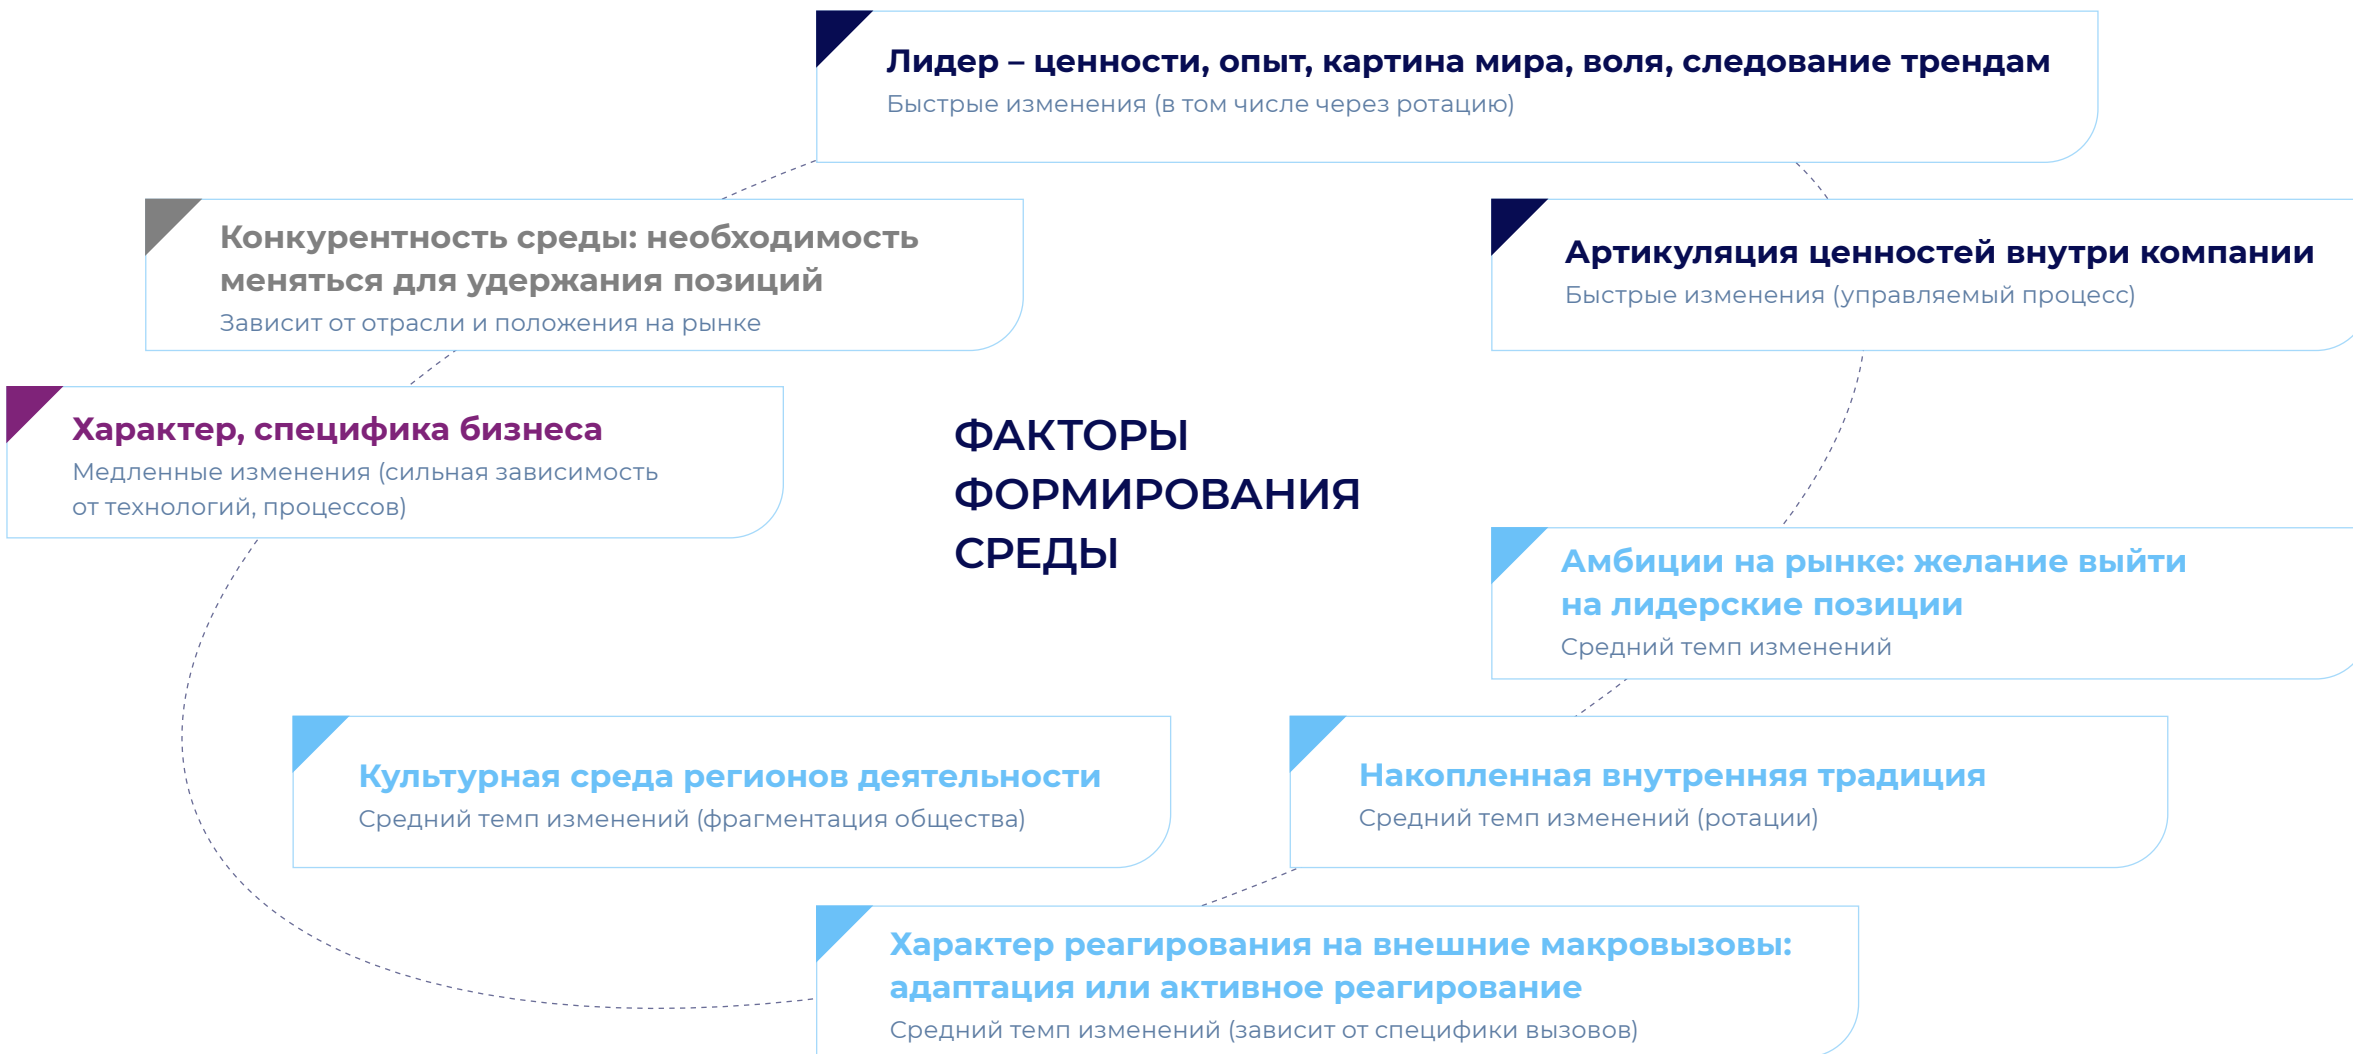 Лидер – ценности, опыт, картина мира, воля, следование трендам
Быстрые изменения (в том числе через ротацию)
Конкурентность среды: необходимость
меняться для удержания позиций
Зависит от отрасли и положения на рынке
Артикуляция ценностей внутри компании
Быстрые изменения (управляемый процесс)
Характер, специфика бизнеса
Медленные изменения (сильная зависимость
от технологий, процессов)
ФАКТОРЫ
ФОРМИРОВАНИЯ
СРЕДЫ
Амбиции на рынке: желание выйти
на лидерские позиции
Средний темп изменений
Культурная среда регионов деятельности
Средний темп изменений (фрагментация общества)
Накопленная внутренняя традиция
Средний темп изменений (ротации)
Характер реагирования на внешние макровызовы:
адаптация или активное реагирование
Средний темп изменений (зависит от специфики вызовов)